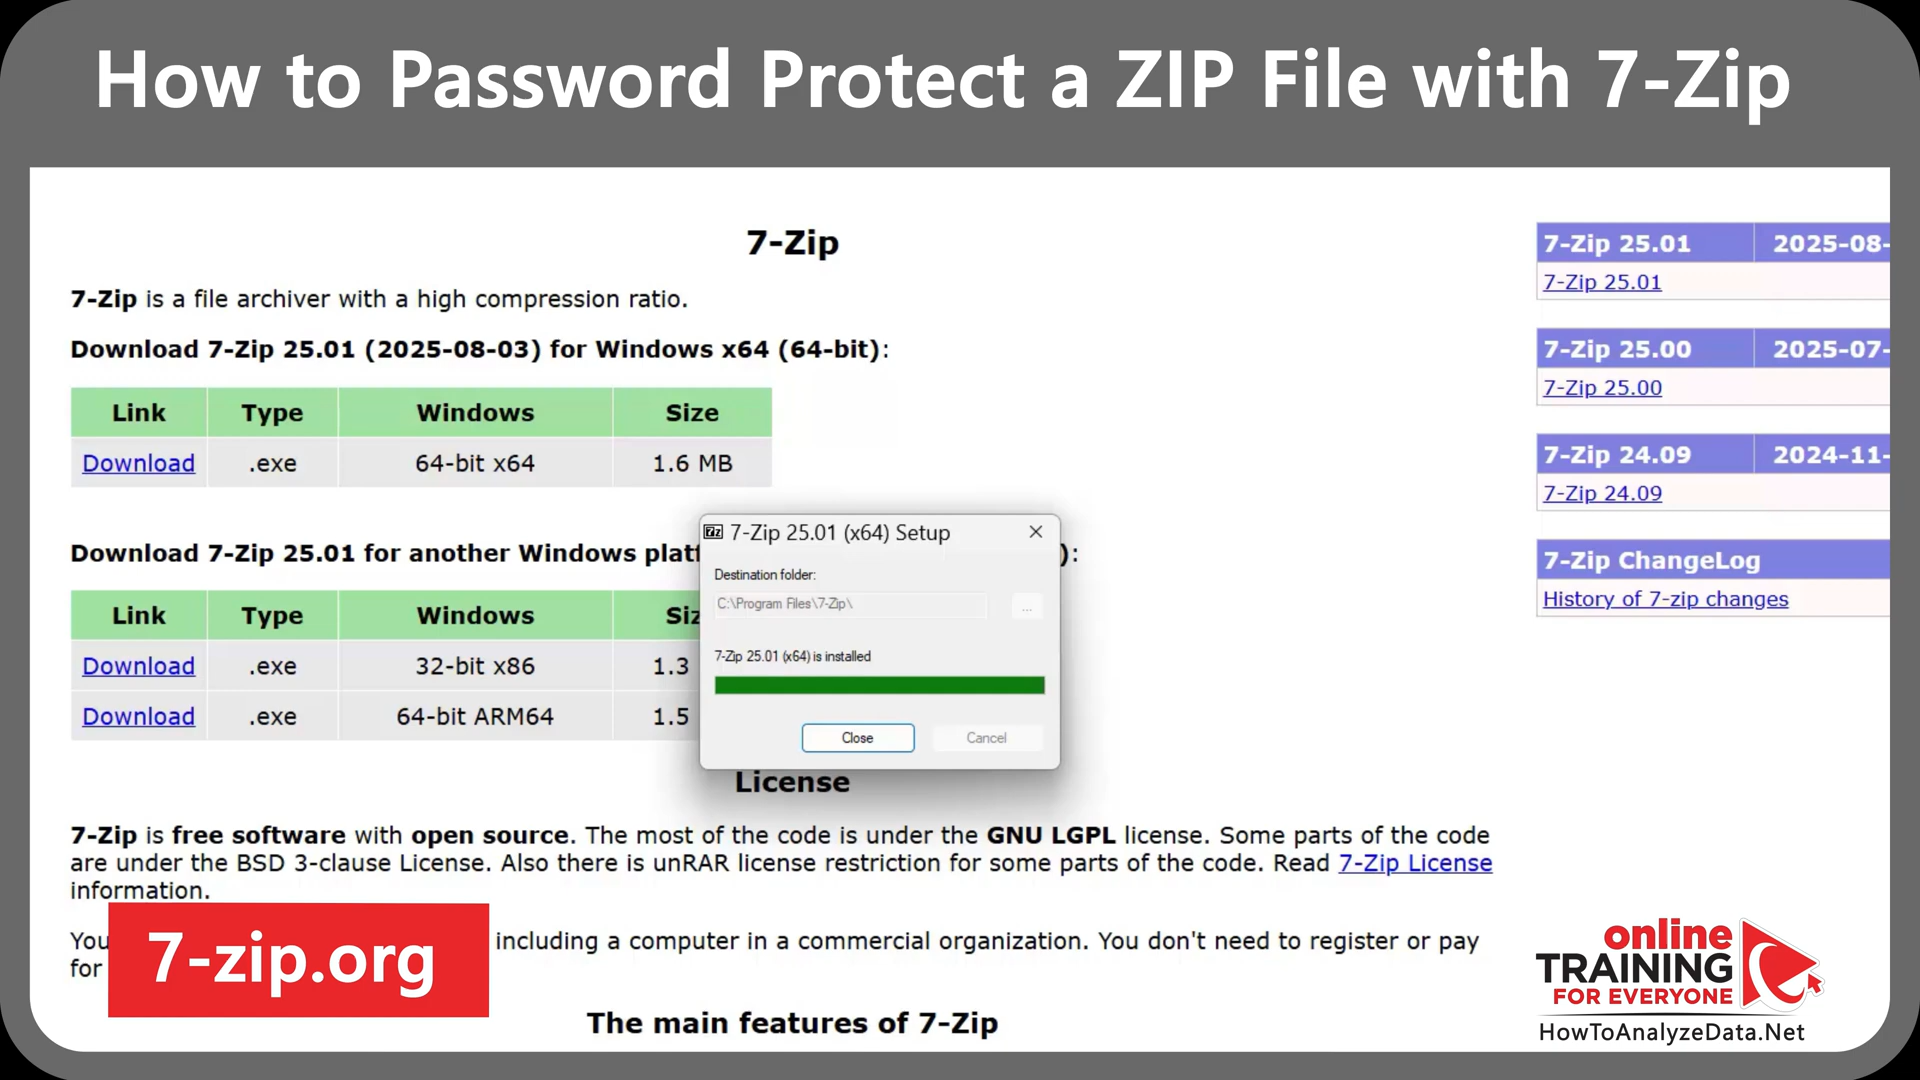 How to Password Protect a ZIP File with 7-Zip
7-Zip
7-Zip is a file archiver with a high compression ratio.
Download 7-Zip 25.01 (2025-08-03) for Windows x64 (64-bit):
Link Type Windows Size
Download .exe 64-bit x64 1.6 MB
Download 7-Zip 25.01 for another Windows ):
Link Type Windows
Download .exe 32-bit x86 1.3
Download .exe 64-bit ARM64 1.5
7-Zip 25.01 (x64) Setup
Destination folder:
C:\Program Files\7-Zip\
...
7-Zip 25.01 (x64) is installed
Close Cancel
License
7-Zip is free software with open source. The most of the code is under the GNU LGPL license. Some parts of the code
are under the BSD 3-clause License. Also there is unRAR license restriction for some parts of the code. Read 7-Zip License
information.
You including a computer in a commercial organization. You don't need to register or pay
for
The main features of 7-Zip
7-Zip 25.01 2025-08-
7-Zip 25.01
7-Zip 25.00 2025-07-
7-Zip 25.00
7-Zip 24.09 2024-11-
7-Zip 24.09
7-Zip ChangeLog
History of 7-zip changes
7-zip.org
online
TRAINING
FOR EVERYONE
HowToAnalyzeData.Net